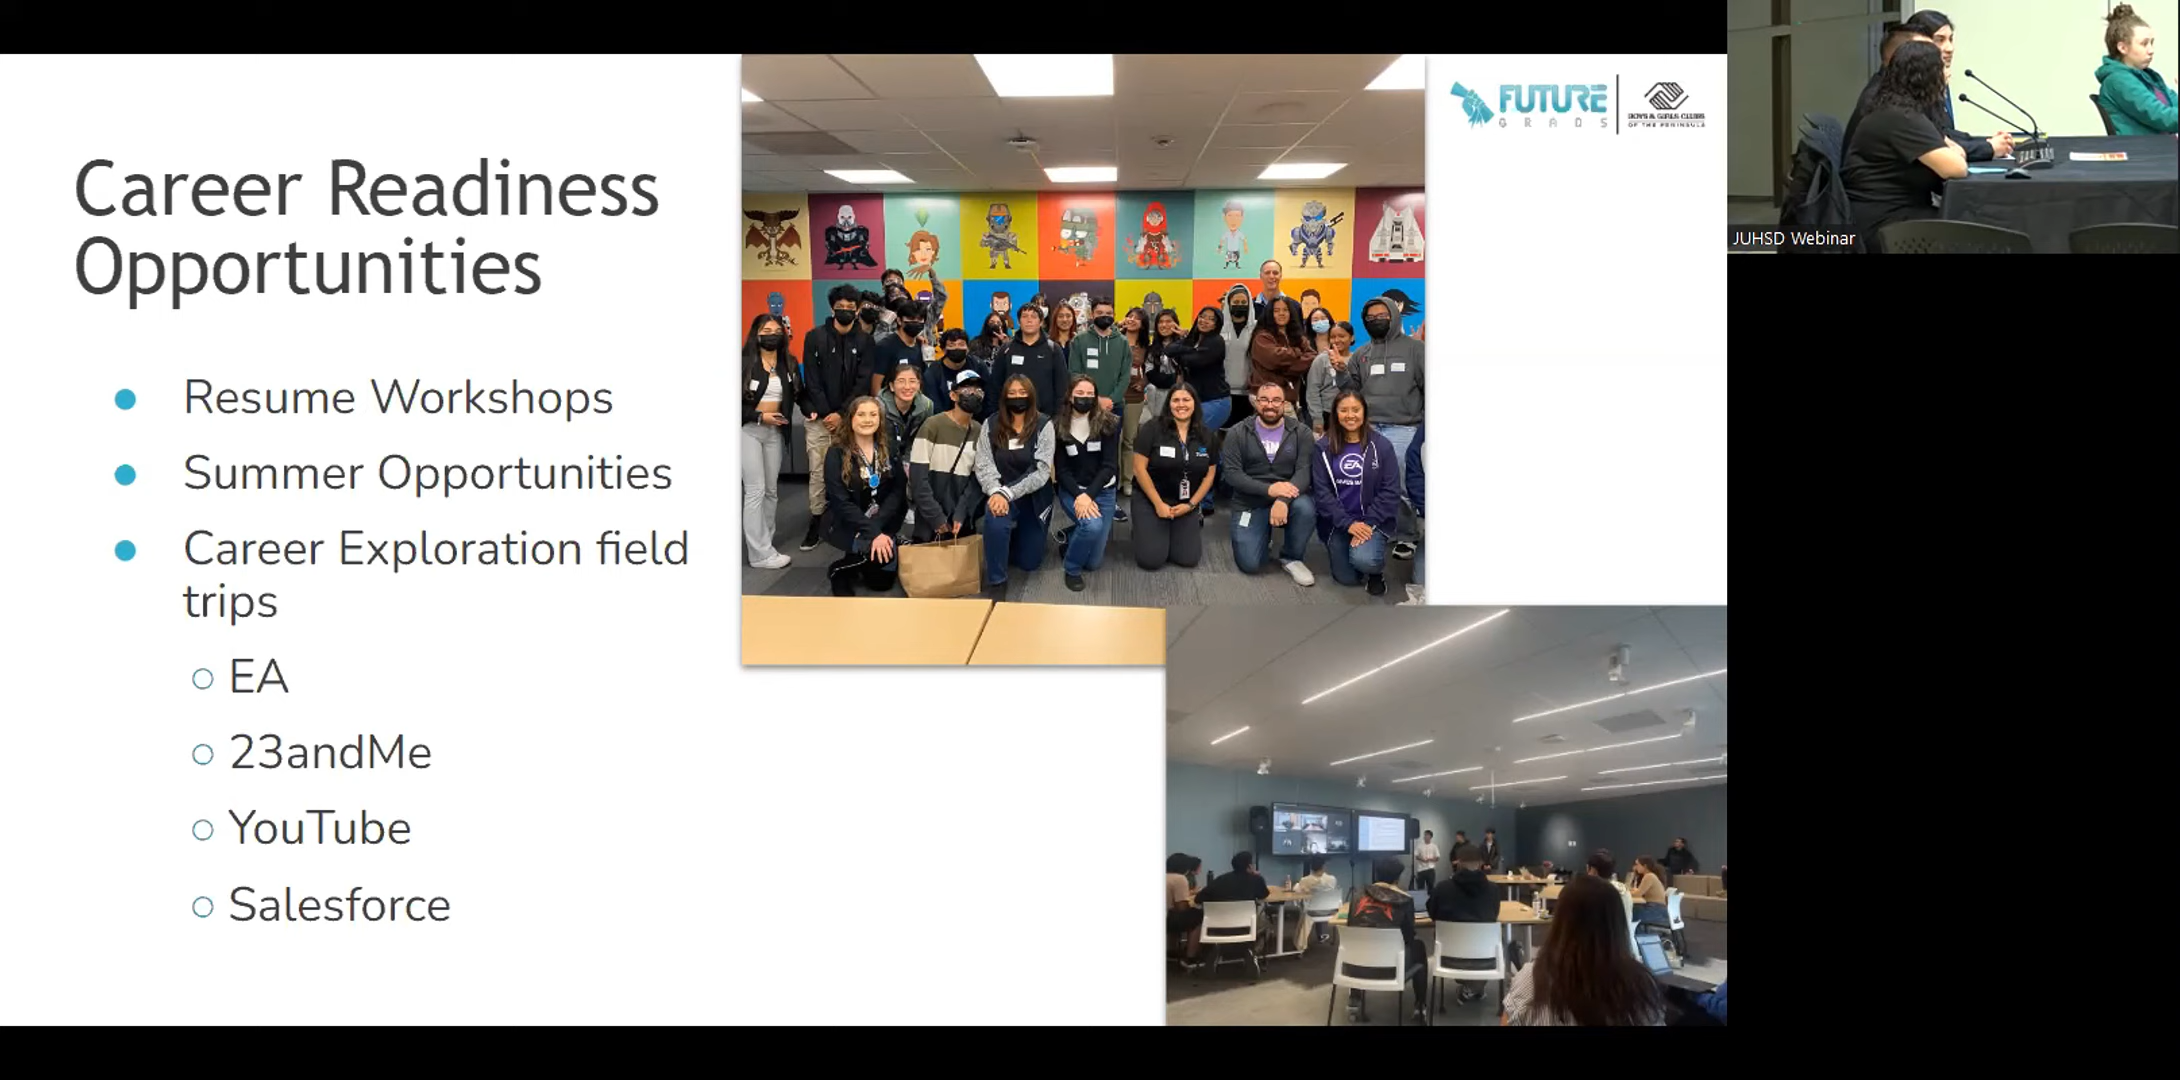 Career Readiness
Opportunities
Resume Workshops
Summer Opportunities
Career Exploration field
trips
EA
23andMe
YouTube
Salesforce
FUTURE
GRADS
BOYS & GIRLS CLUBS
OF THE PENINSULA
EA
JUHSD Webinar